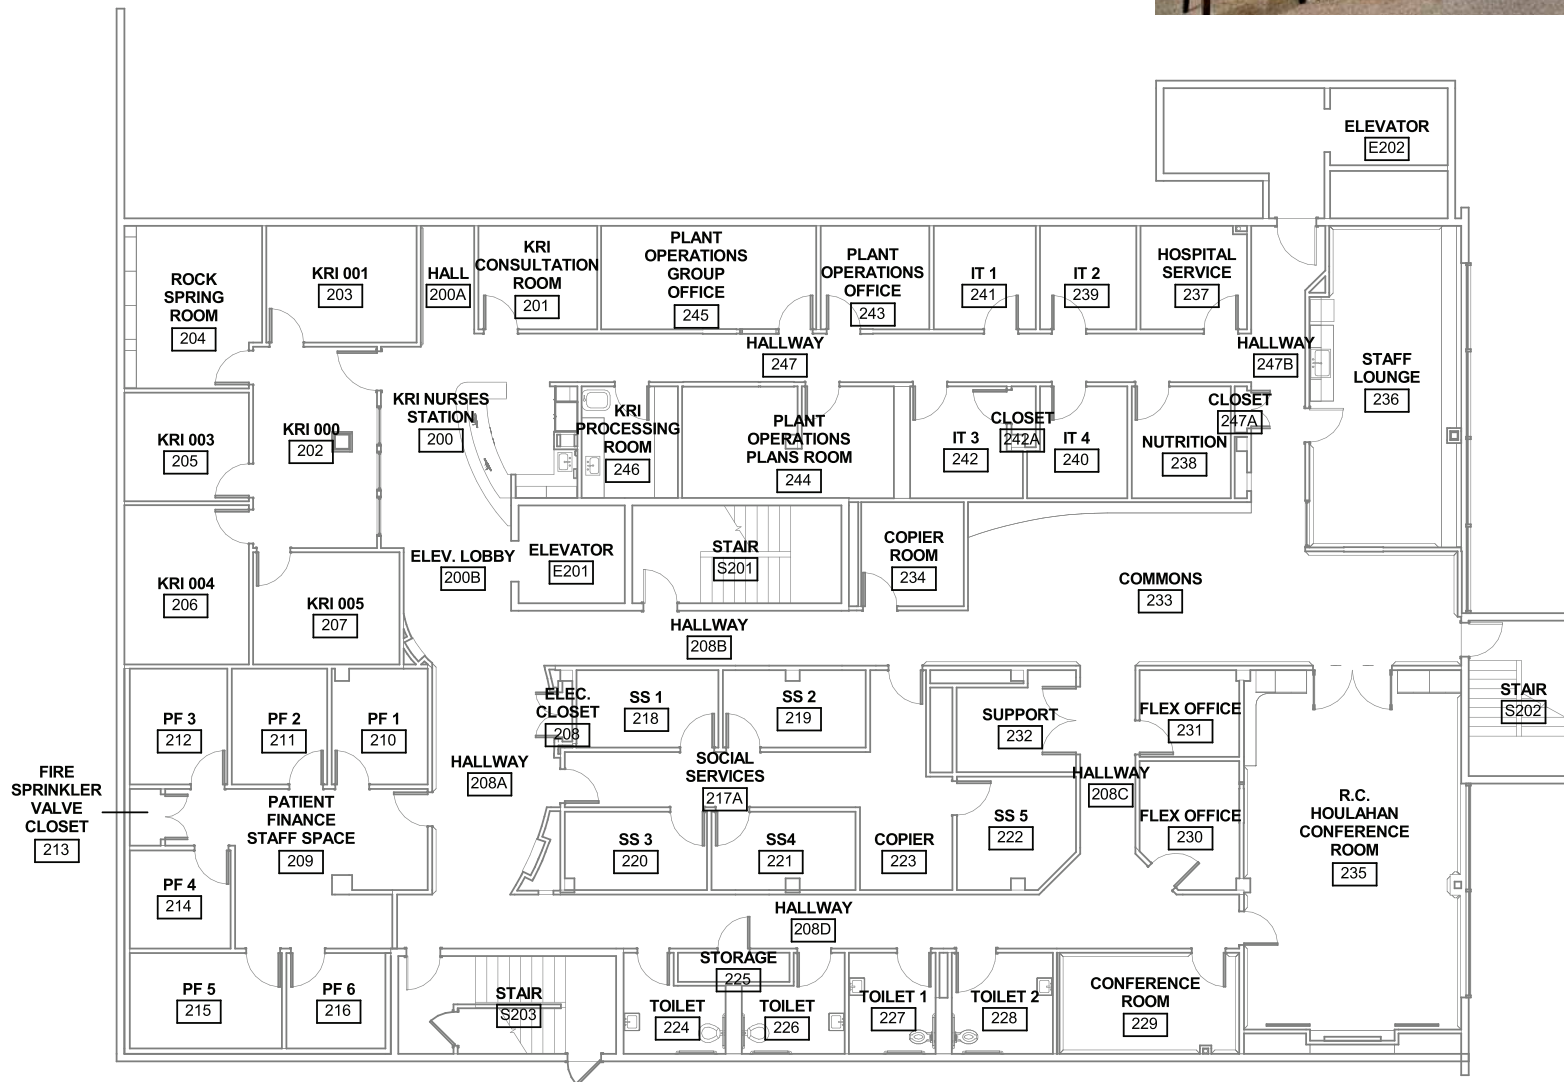 ELEVATOR
E202
ROCK
SPRING
ROOM
204
KRI 001
203
HALL
200A
KRI
CONSULTATION
ROOM
201
PLANT
OPERATIONS
GROUP
OFFICE
245
PLANT
OPERATIONS
OFFICE
243
IT 1
241
IT 2
239
HOSPITAL
SERVICE
237
HALLWAY
247
HALLWAY
247B
STAFF
LOUNGE
236
KRI 003
205
KRI 000
202
KRI NURSES
STATION
200
KRI
PROCESSING
ROOM
246
PLANT
OPERATIONS
PLANS ROOM
244
IT 3
242
CLOSET
242A
IT 4
240
NUTRITION
238
CLOSET
247A
KRI 004
206
KRI 005
207
ELEV. LOBBY
200B
ELEVATOR
E201
STAIR
S201
COPIER
ROOM
234
COMMONS
233
HALLWAY
208B
PF 3
212
PF 2
211
PF 1
210
ELEC.
CLOSET
208
SS 1
218
SS 2
219
SUPPORT
232
FLEX OFFICE
231
STAIR
S202
FIRE
SPRINKLER
VALVE
CLOSET
213
PATIENT
FINANCE
STAFF SPACE
209
HALLWAY
208A
SOCIAL
SERVICES
217A
HALLWAY
208C
SS 3
220
SS4
221
COPIER
223
SS 5
222
FLEX OFFICE
230
R.C.
HOULAHAN
CONFERENCE
ROOM
235
PF 4
214
HALLWAY
208D
PF 5
215
PF 6
216
STAIR
S203
STORAGE
225
TOILET
224
TOILET
226
TOILET 1
227
TOILET 2
228
CONFERENCE
ROOM
229